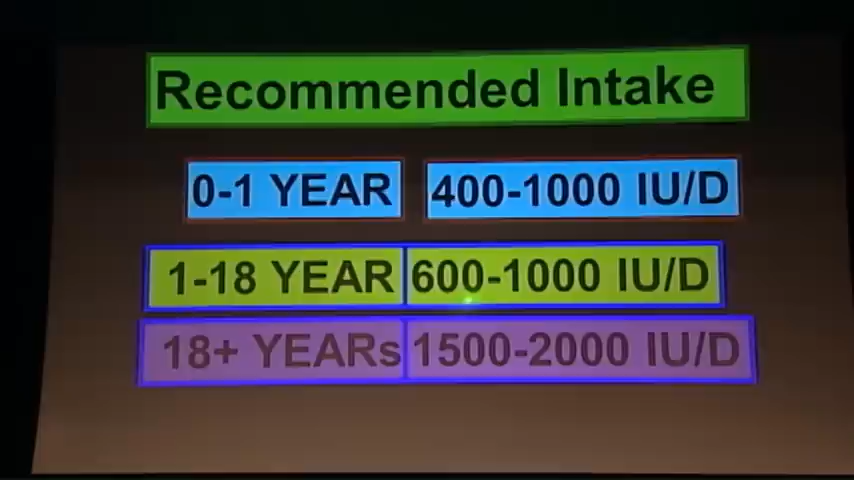 Recommended Intake
0-1 YEAR 400-1000 IU/D
1-18 YEAR 600-1000 IU/D
18+ YEARs 1500-2000 IU/D